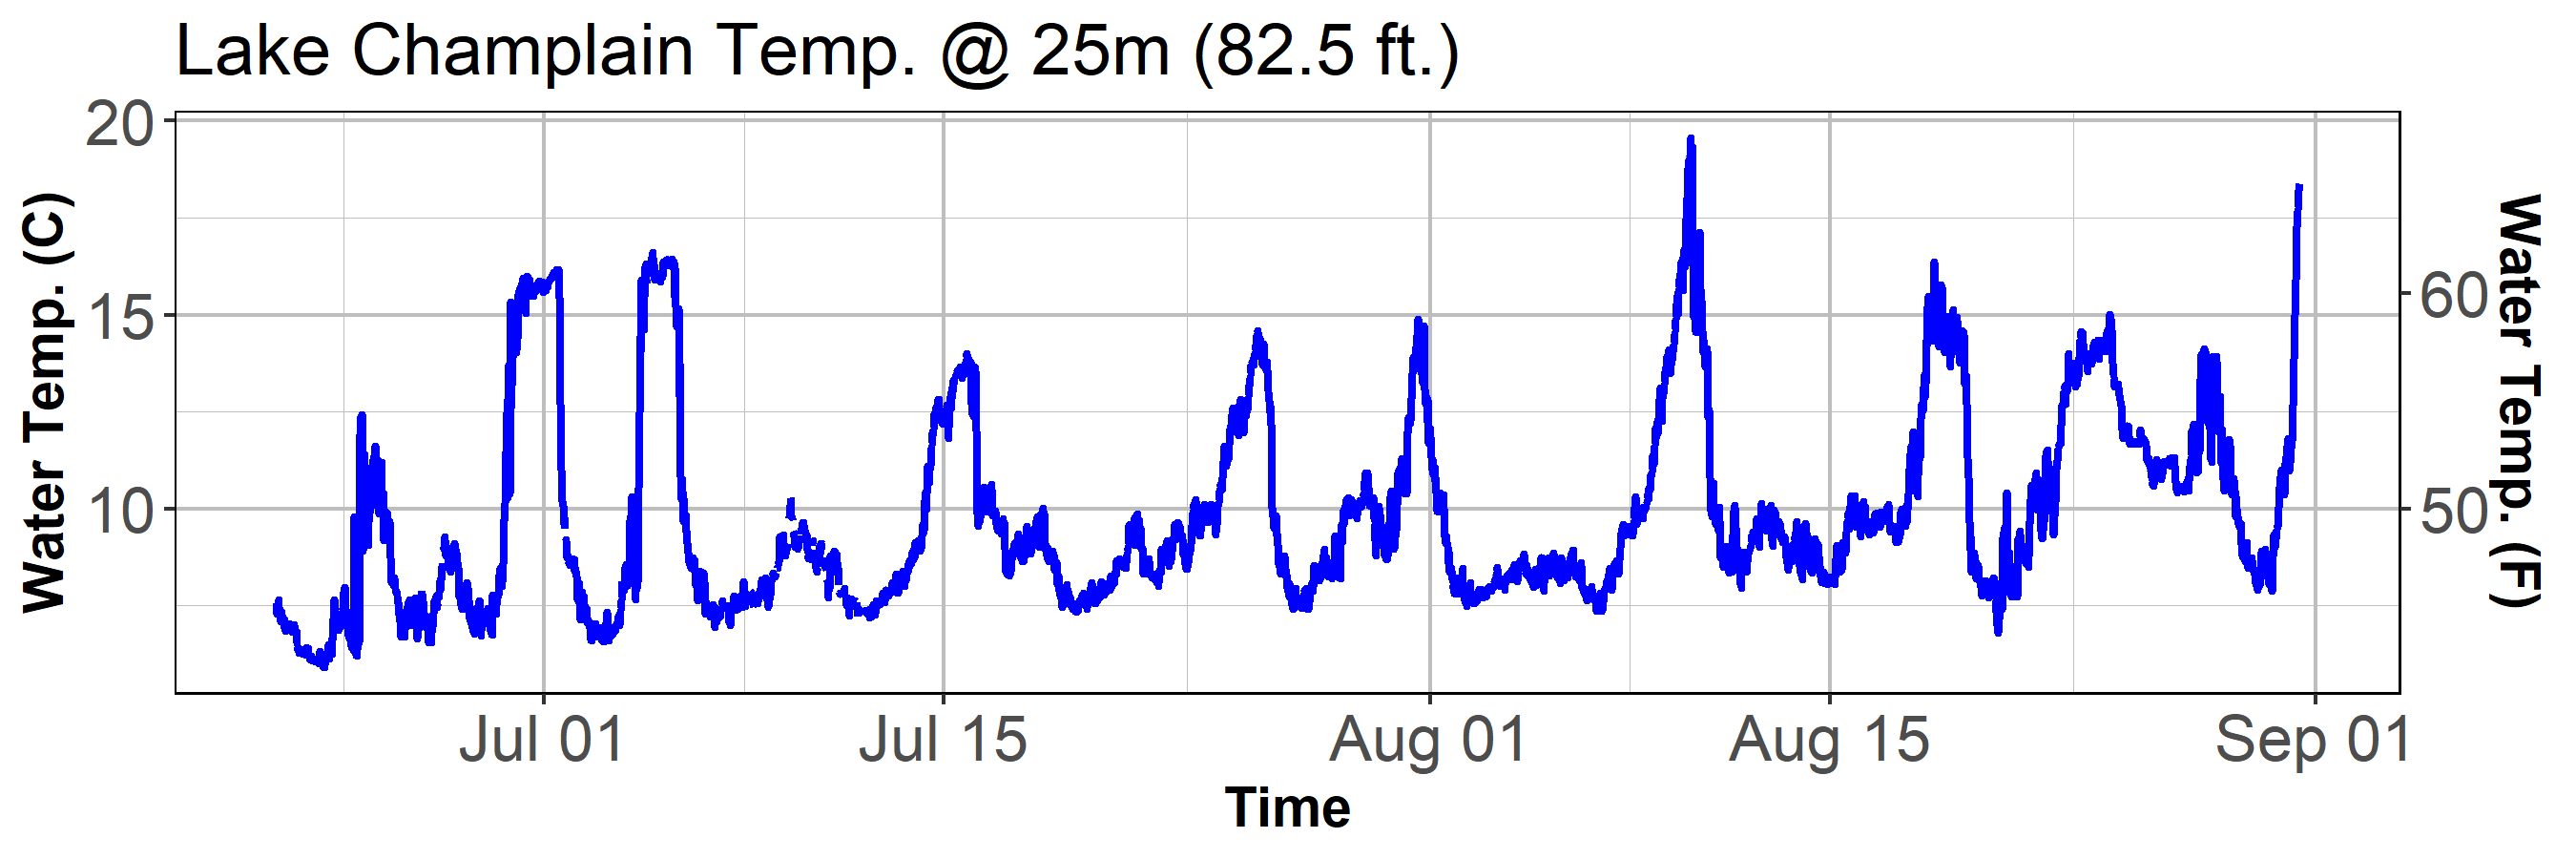 Lake Champlain Temp. @ 25m (82.5 ft.)
Water Temp. (C)
20
15
10
60
50
Water Temp. (F)
Jul 01
Jul 15
Aug 01
Aug 15
Sep 01
Time